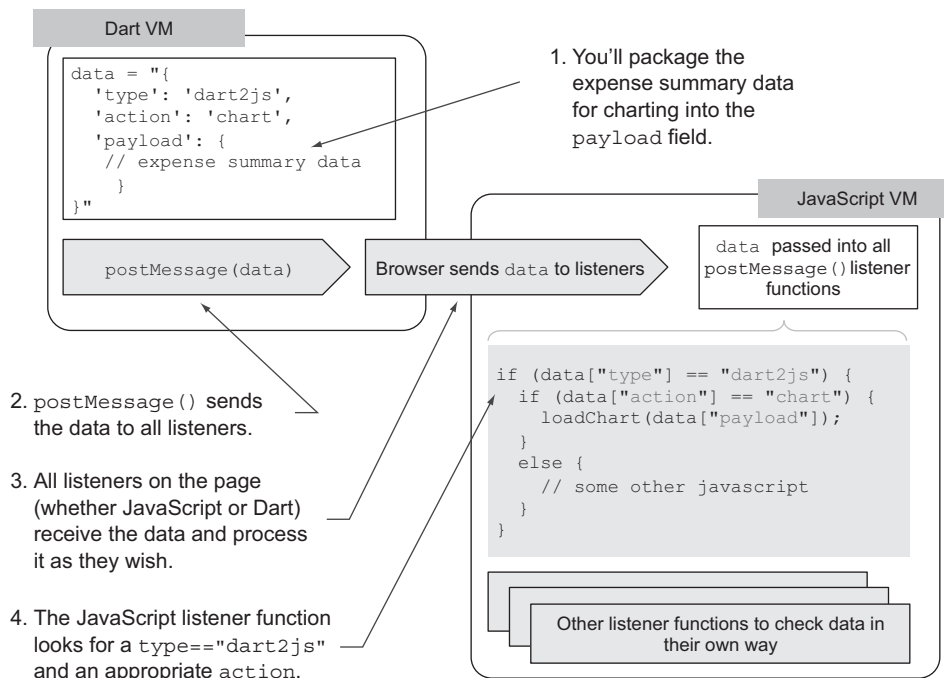 Dart VM
data = "{
'type': 'dart2js',
'action': 'chart',
'payload': {
// expense summary data
}
}"
1. You’ll package the
expense summary data
for charting into the
payload field.
JavaScript VM
postMessage(data)
Browser sends data to listeners
data passed into all
postMessage() listener
functions
if (data["type"] == "dart2js") {
if (data["action"] == "chart") {
loadChart(data["payload"]);
}
else {
// some other javascript
}
}
2. postMessage() sends
the data to all listeners.
3. All listeners on the page
(whether JavaScript or Dart)
receive the data and process
it as they wish.
4. The JavaScript listener function
looks for a type=="dart2js"
and an appropriate action.
Other listener functions to check data in
their own way